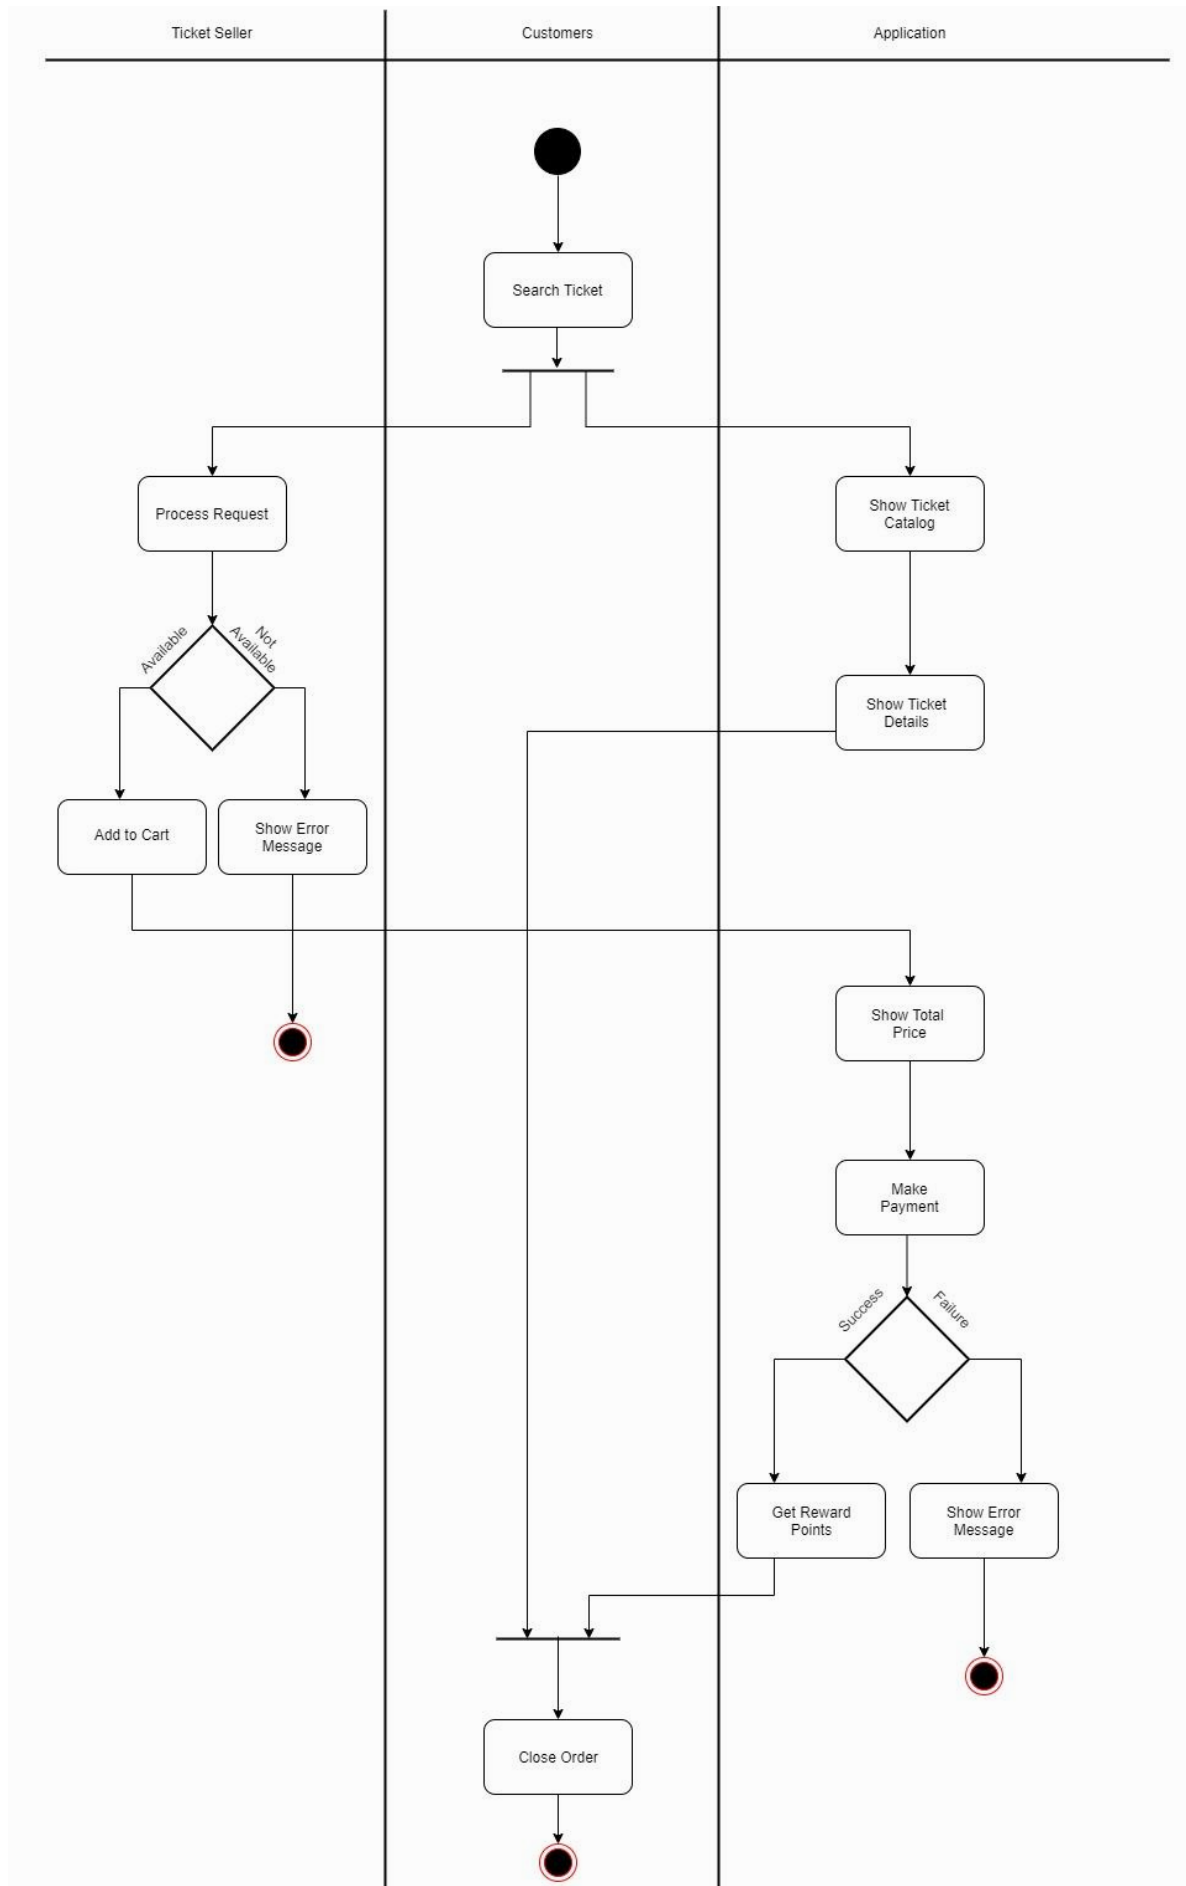 Ticket Seller
Customers
Application
Search Ticket
Process Request
Show Ticket
Catalog
Available
Not
Available
Show Ticket
Details
Add to Cart
Show Error
Message
Show Total
Price
Make
Payment
Success
Failure
Get Reward
Points
Show Error
Message
Close Order